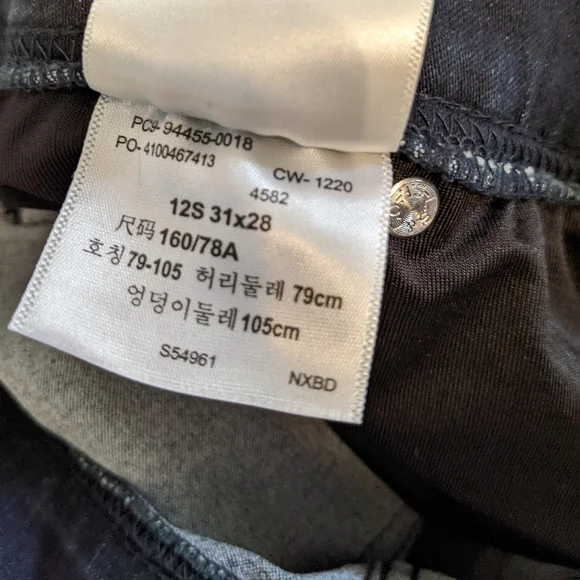 PC9-94455-0018
PO-4100467413
CW-1220
4582
12S 31x28
尺码 160/78A
호칭 79-105 허리둘레 79cm
엉덩이둘레 105cm
S54961
NXBD